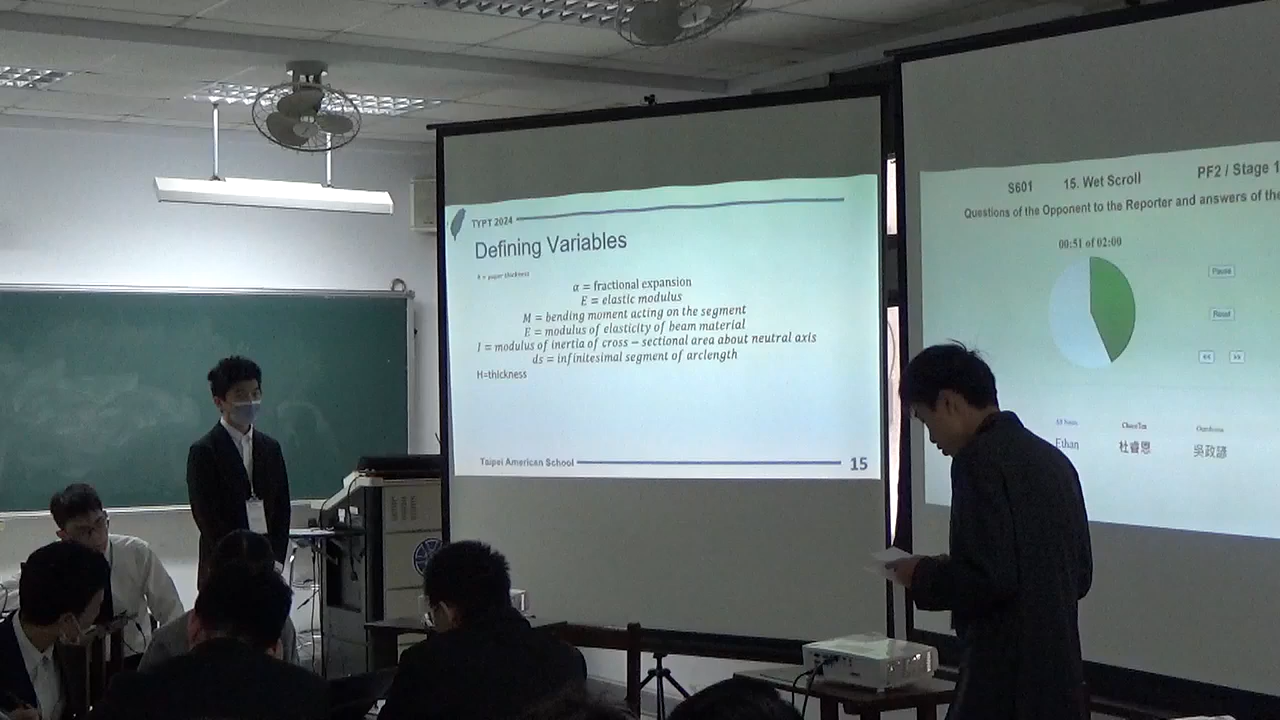 TYPT 2024
Defining Variables
h = paper thickness
α = fractional expansion
E = elastic modulus
M = bending moment acting on the segment
E = modulus of elasticity of beam material
I = modulus of inertia of cross − sectional area about neutral axis
ds = infinitesimal segment of arclength
H=thickness
Taipei American School
15
S601 15. Wet Scroll PF2 / Stage 1
Questions of the Opponent to the Reporter and answers of the
00:51 of 02:00
Pause
Reset
<< >>
Ethan 杜睿恩 吳政諺